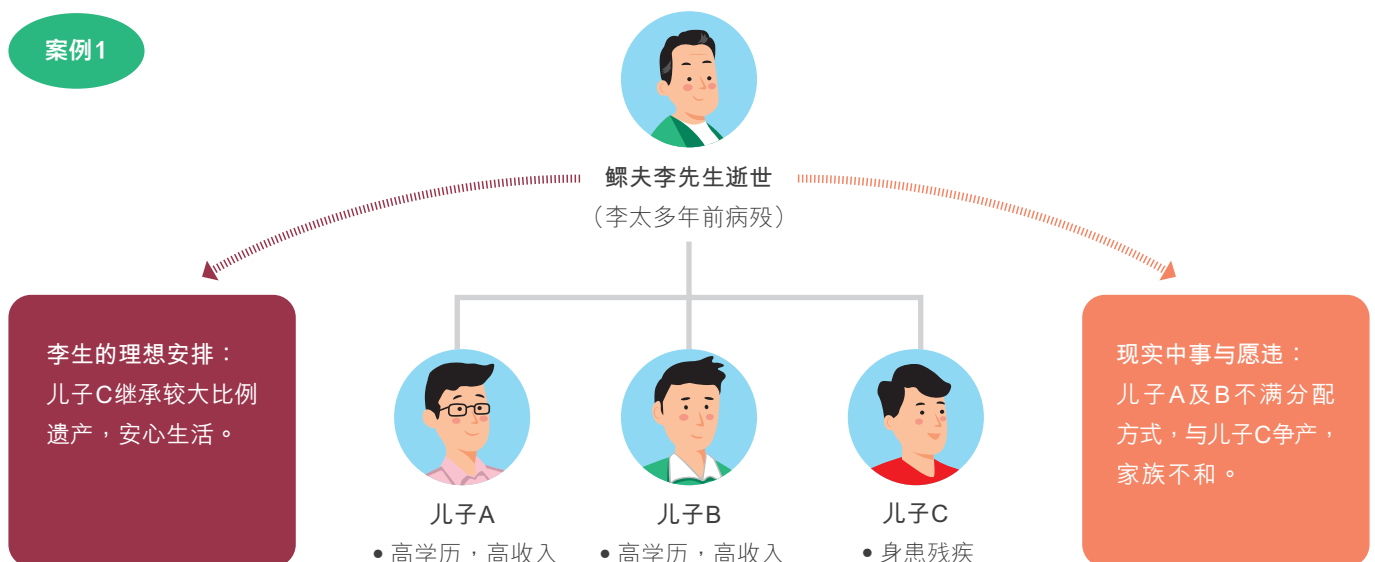 案例1
鳏夫李先生逝世
（李太多年前病殁）
李生的理想安排：
儿子C继承较大比例
遗产，安心生活。
现实中事与愿违：
儿子A及B不满分配
方式，与儿子C争产，
家族不和。
儿子A
儿子B
儿子C
• 高学历，高收入
• 高学历，高收入
• 身患残疾